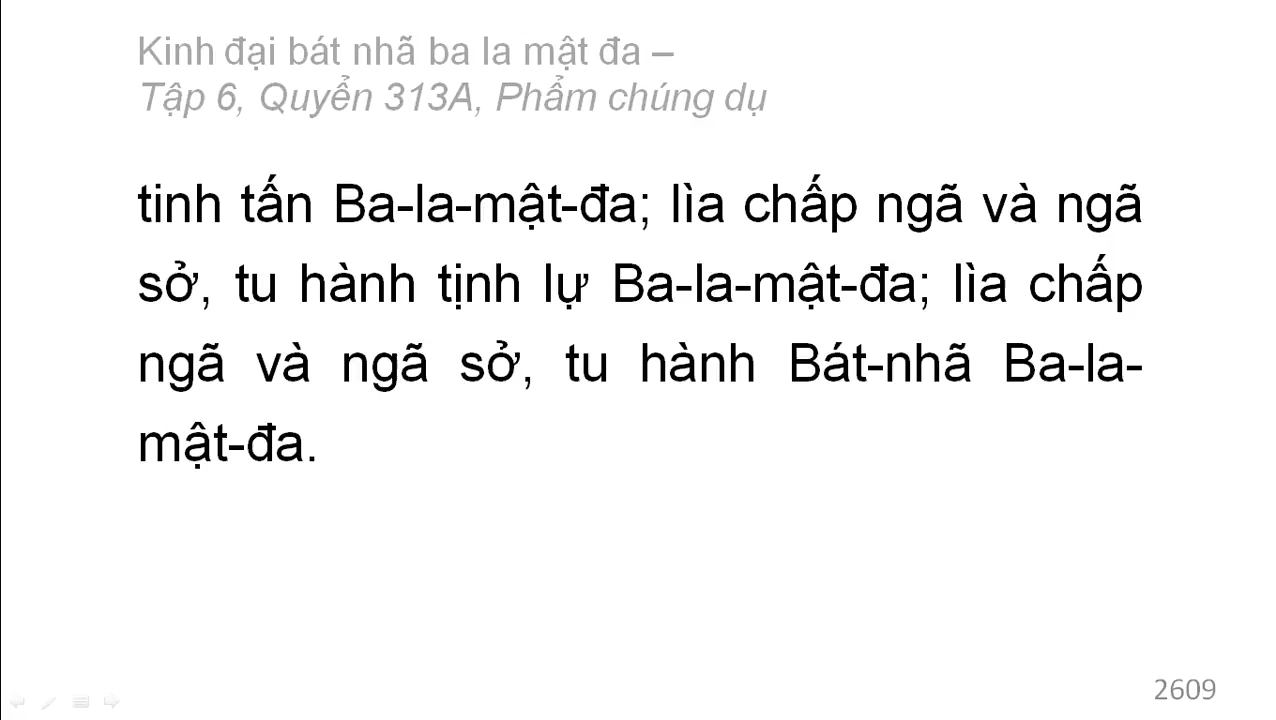 Kinh đại bát nhã ba la mật đa –
Tập 6, Quyển 313A, Phẩm chúng dụ
tinh tấn Ba-la-mật-đa; lìa chấp ngã và ngã
sở, tu hành tịnh lự Ba-la-mật-đa; lìa chấp
ngã và ngã sở, tu hành Bát-nhã Ba-la-
mật-đa.
2609